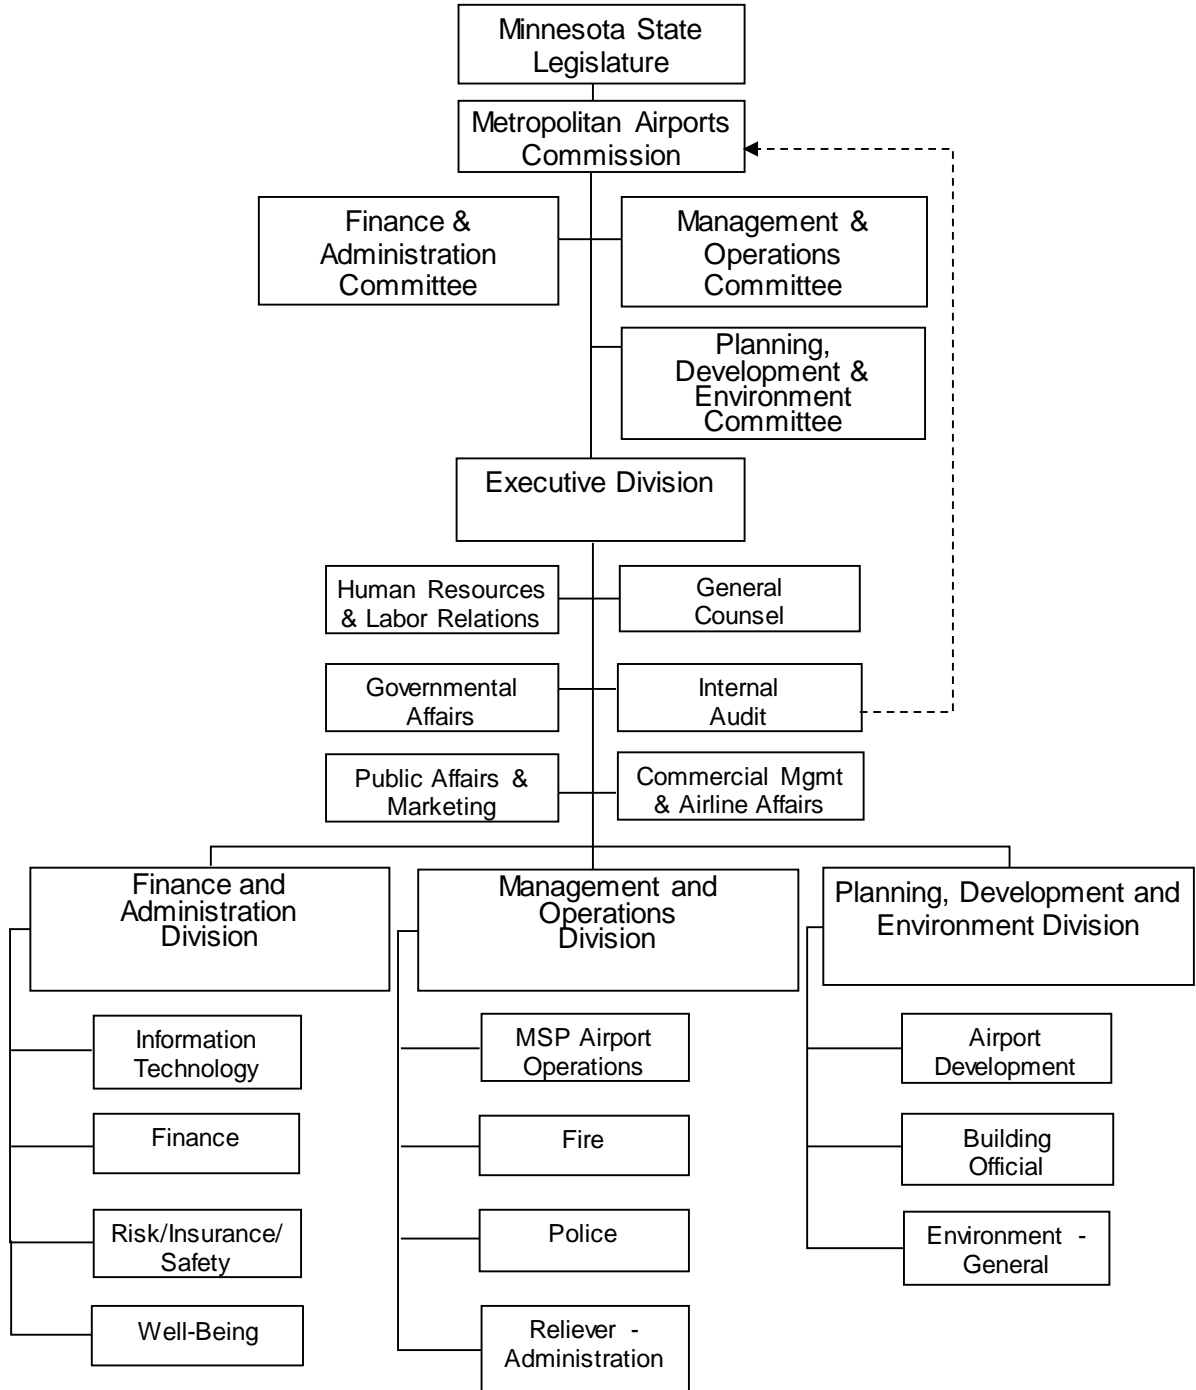 Minnesota State
Legislature
Metropolitan Airports
Commission
Finance &
Administration
Committee
Management &
Operations
Committee
Planning,
Development &
Environment
Committee
Executive Division
Human Resources
& Labor Relations
General
Counsel
Governmental
Affairs
Internal
Audit
Public Affairs &
Marketing
Commercial Mgmt
& Airline Affairs
Finance and
Administration
Division
Management and
Operations
Division
Planning, Development and
Environment Division
Information
Technology
Finance
Risk/Insurance/
Safety
Well-Being
MSP Airport
Operations
Fire
Police
Reliever -
Administration
Airport
Development
Building
Official
Environment -
General